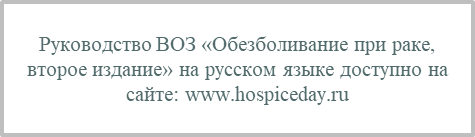 Руководство ВОЗ «Обезболивание при раке,
второе издание» на русском языке доступно на
сайте: www.hospiceday.ru